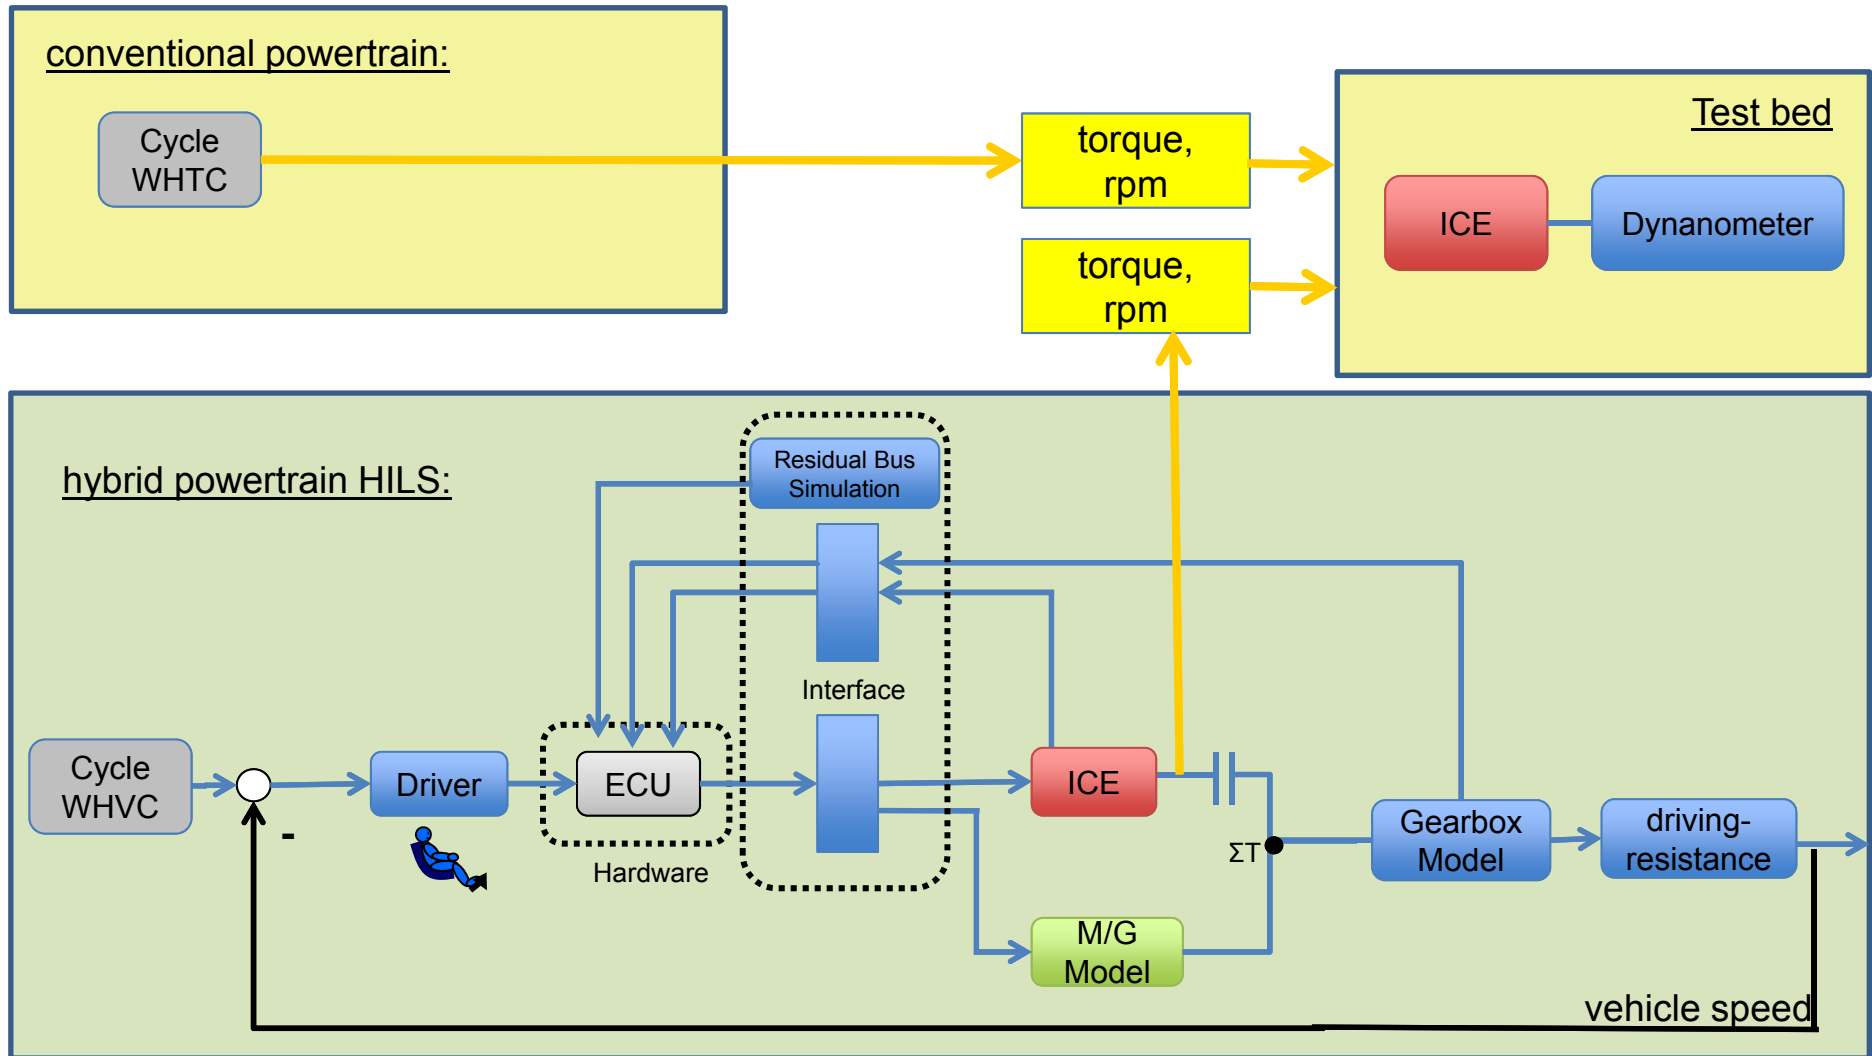 conventional powertrain:
Cycle
WHTC
torque,
rpm
torque,
rpm
Test bed
ICE
Dynanometer
hybrid powertrain HILS:
Residual Bus
Simulation
Interface
Cycle
WHVC
-
Driver
ECU
Hardware
ICE
ΣT
M/G
Model
Gearbox
Model
driving-
resistance
vehicle speed